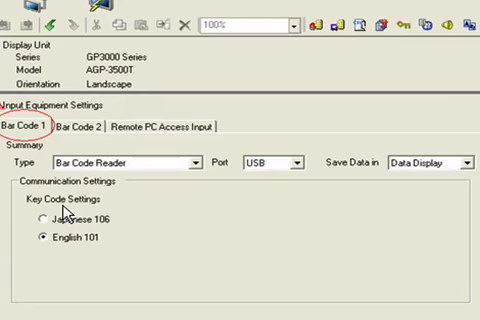 100%
Display Unit
Series GP3000 Series
Model AGP-3500T
Orientation Landscape
Input Equipment Settings
Bar Code 1 Bar Code 2 Remote PC Access Input
Summary
Type Bar Code Reader Port USB Save Data in Data Display
Communication Settings
Key Code Settings
Japanese 106
English 101